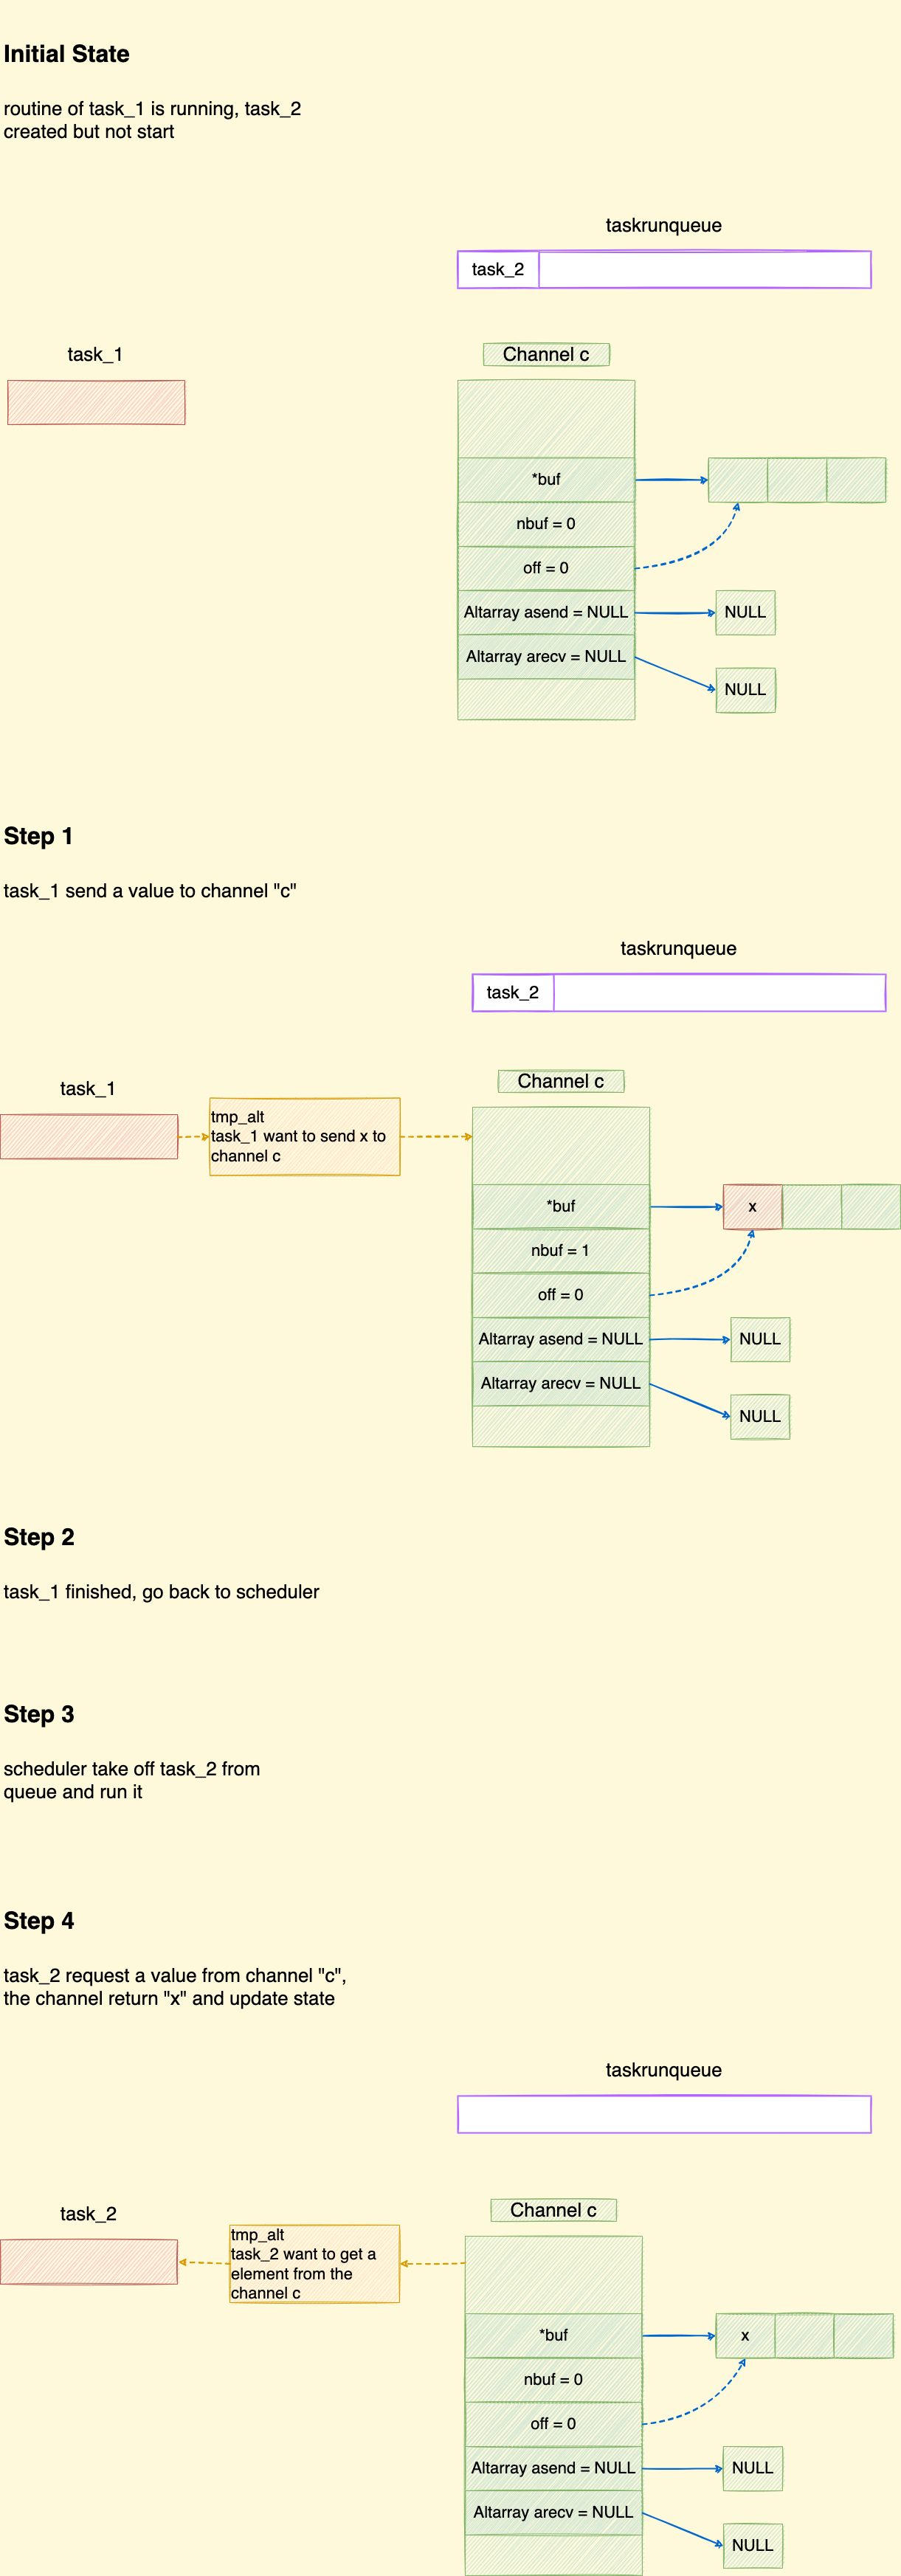 Initial State
routine of task_1 is running, task_2
created but not start
taskrunqueue
task_2
task_1
Channel c
*buf
nbuf = 0
off = 0
Altarray asend = NULL
NULL
Altarray arecv = NULL
NULL
Step 1
task_1 send a value to channel "c"
taskrunqueue
task_2
task_1
Channel c
tmp_alt
task_1 want to send x to
channel c
*buf
x
nbuf = 1
off = 0
Altarray asend = NULL
NULL
Altarray arecv = NULL
NULL
Step 2
task_1 finished, go back to scheduler
Step 3
scheduler take off task_2 from
queue and run it
Step 4
task_2 request a value from channel "c",
the channel return "x" and update state
taskrunqueue
task_2
Channel c
tmp_alt
task_2 want to get a
element from the
channel c
*buf
x
nbuf = 0
off = 0
Altarray asend = NULL
NULL
Altarray arecv = NULL
NULL